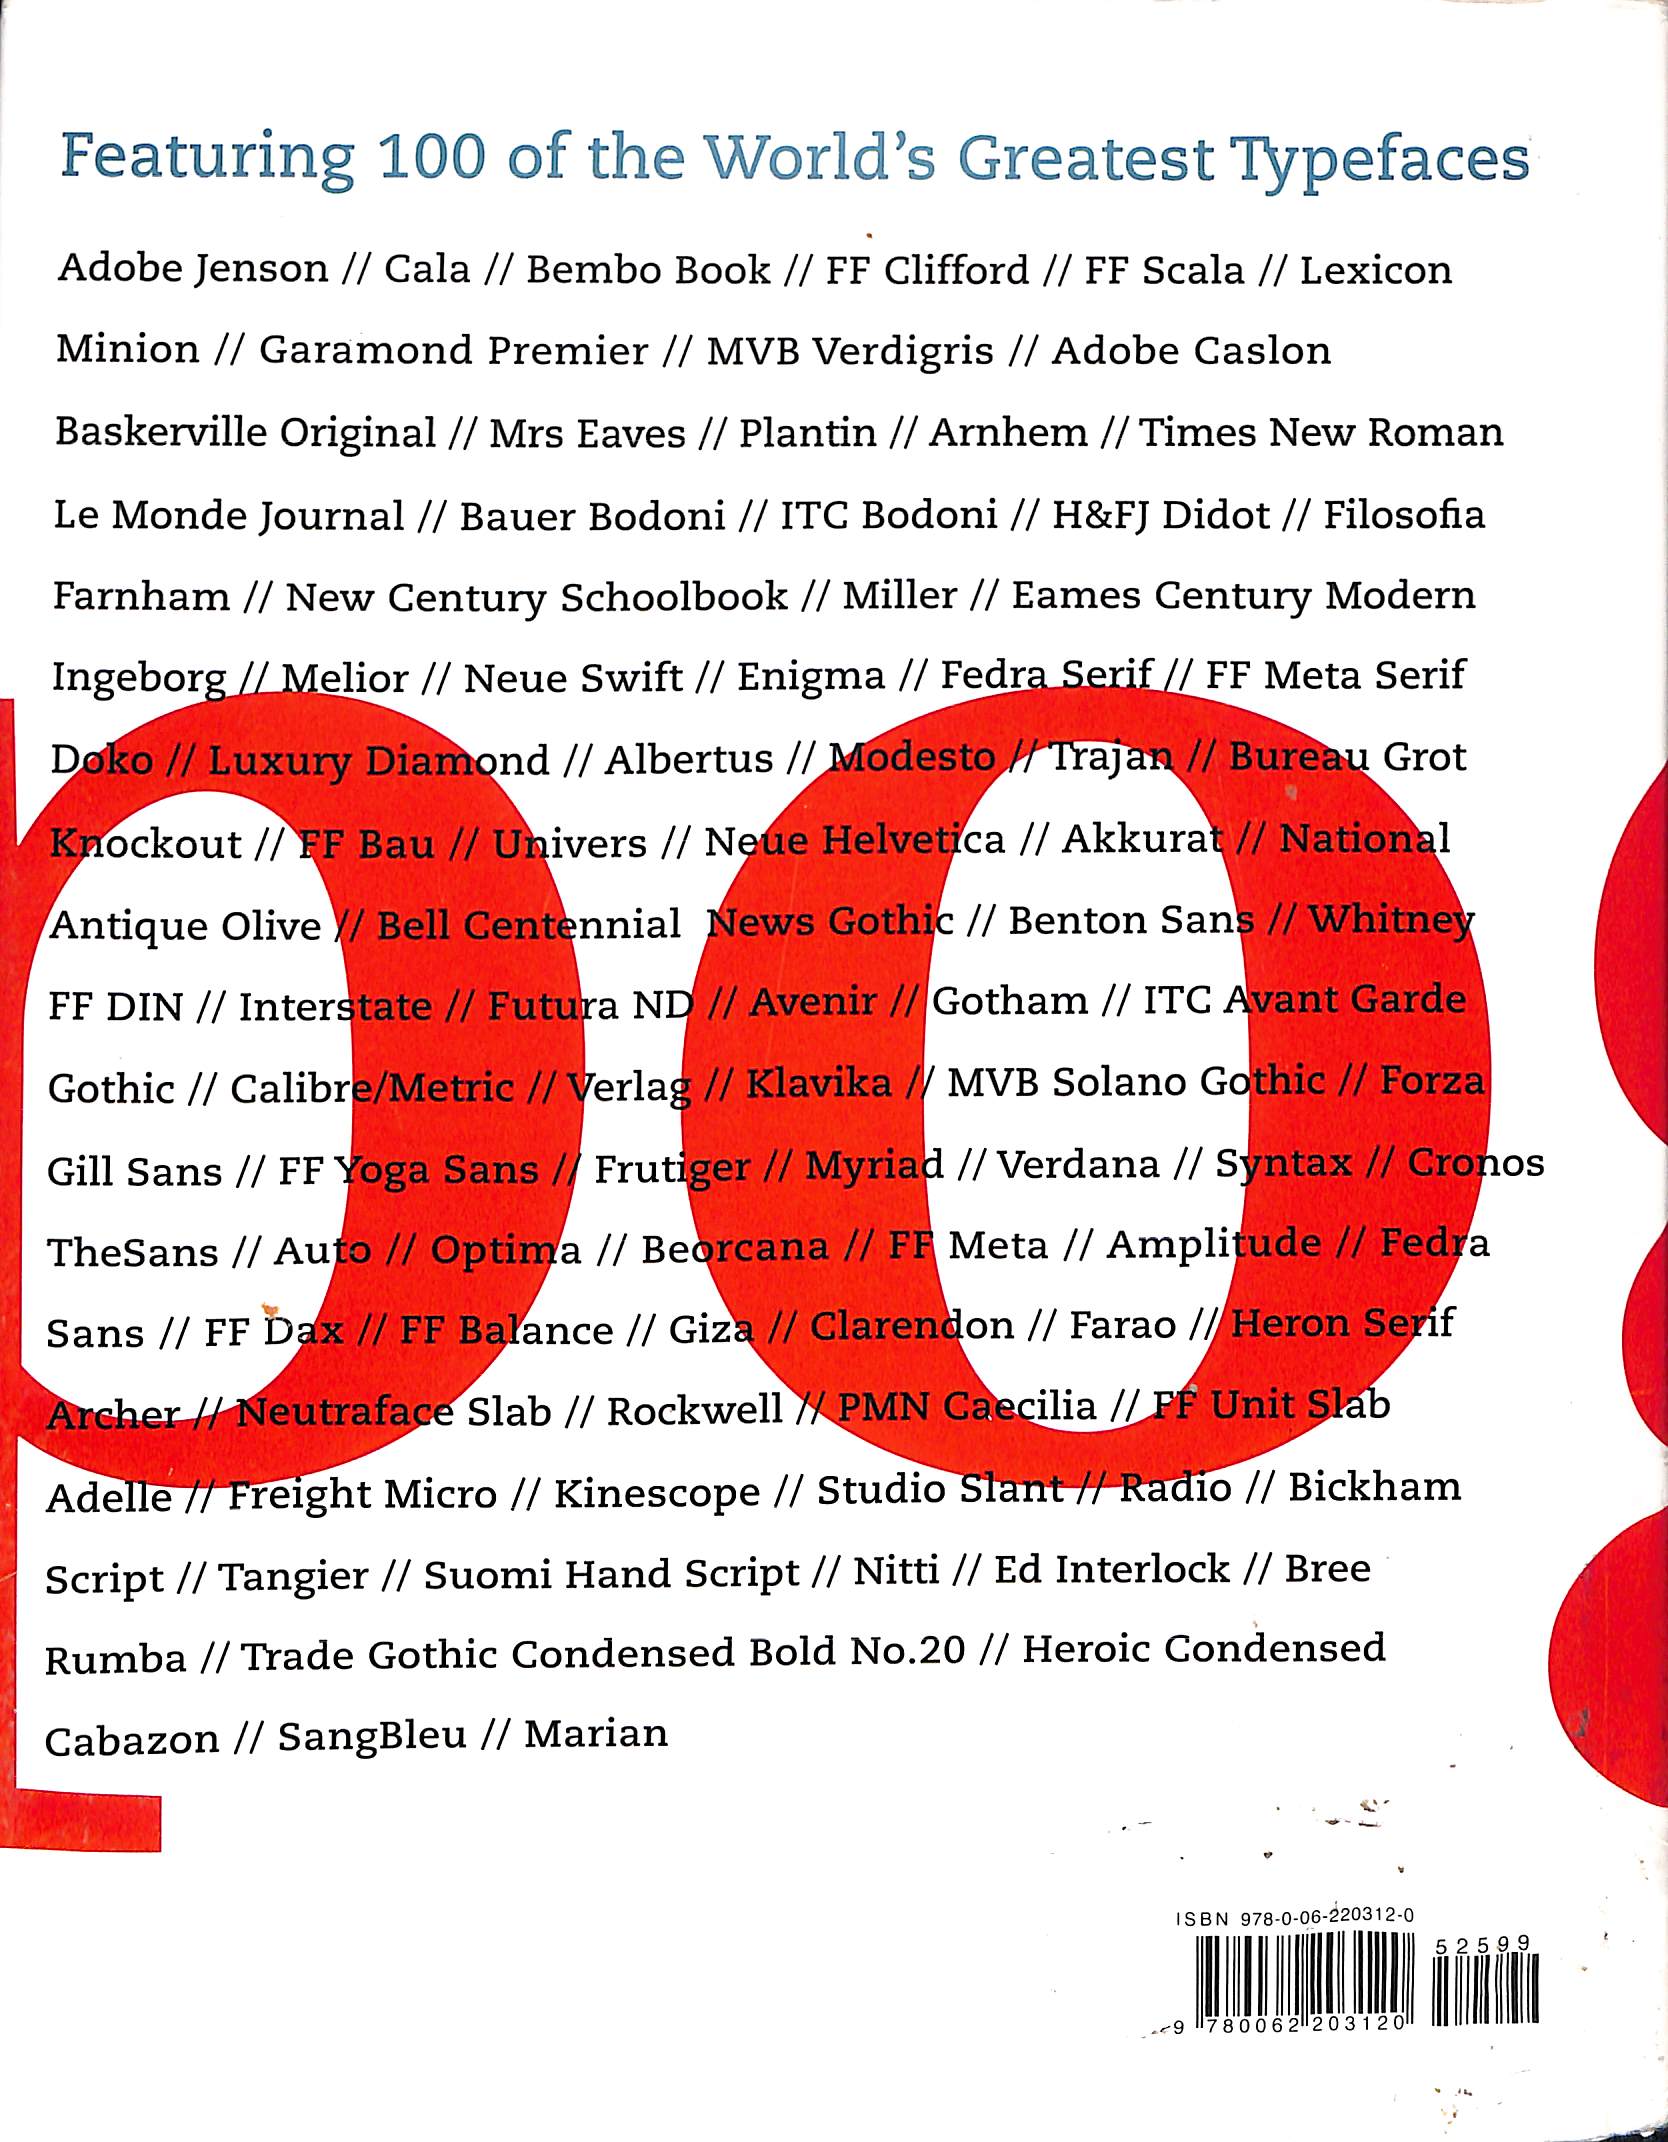 Featuring 100 of the World's Greatest Typefaces
Adobe Jenson // Cala // Bembo Book // FF Clifford // FF Scala // Lexicon
Minion // Garamond Premier // MVB Verdigris // Adobe Caslon
Baskerville Original // Mrs Eaves // Plantin // Arnhem // Times New Roman
Le Monde Journal // Bauer Bodoni // ITC Bodoni // H&FJ Didot // Filosofia
Farnham // New Century Schoolbook // Miller // Eames Century Modern
Ingeborg // Melior // Neue Swift // Enigma // Fedra Serif // FF Meta Serif
Doko // Luxury Diamond // Albertus // Modesto // Trajan // Bureau Grot
Knockout // FF Bau // Univers // Neue Helvetica // Akkurat // National
Antique Olive // Bell Centennial News Gothic // Benton Sans // Whitney
FF DIN // Interstate // Futura ND // Avenir // Gotham // ITC Avant Garde
Gothic // Calibre/Metric // Verlag // Klavika // MVB Solano Gothic // Forza
Gill Sans // FF Yoga Sans // Frutiger // Myriad // Verdana // Syntax // Cronos
TheSans // Auto // Optima // Beorcana // FF Meta // Amplitude // Fedra
Sans // FF Dax // FF Balance // Giza // Clarendon // Farao // Heron Serif
Archer // Neutraface Slab // Rockwell // PMN Caecilia // FF Unit Slab
Adelle // Freight Micro // Kinescope // Studio Slant // Radio // Bickham
Script // Tangier // Suomi Hand Script // Nitti // Ed Interlock // Bree
Rumba // Trade Gothic Condensed Bold No.20 // Heroic Condensed
Cabazon // SangBleu // Marian
ISBN 978-0-06-220312-0
52599
9 780062 203120